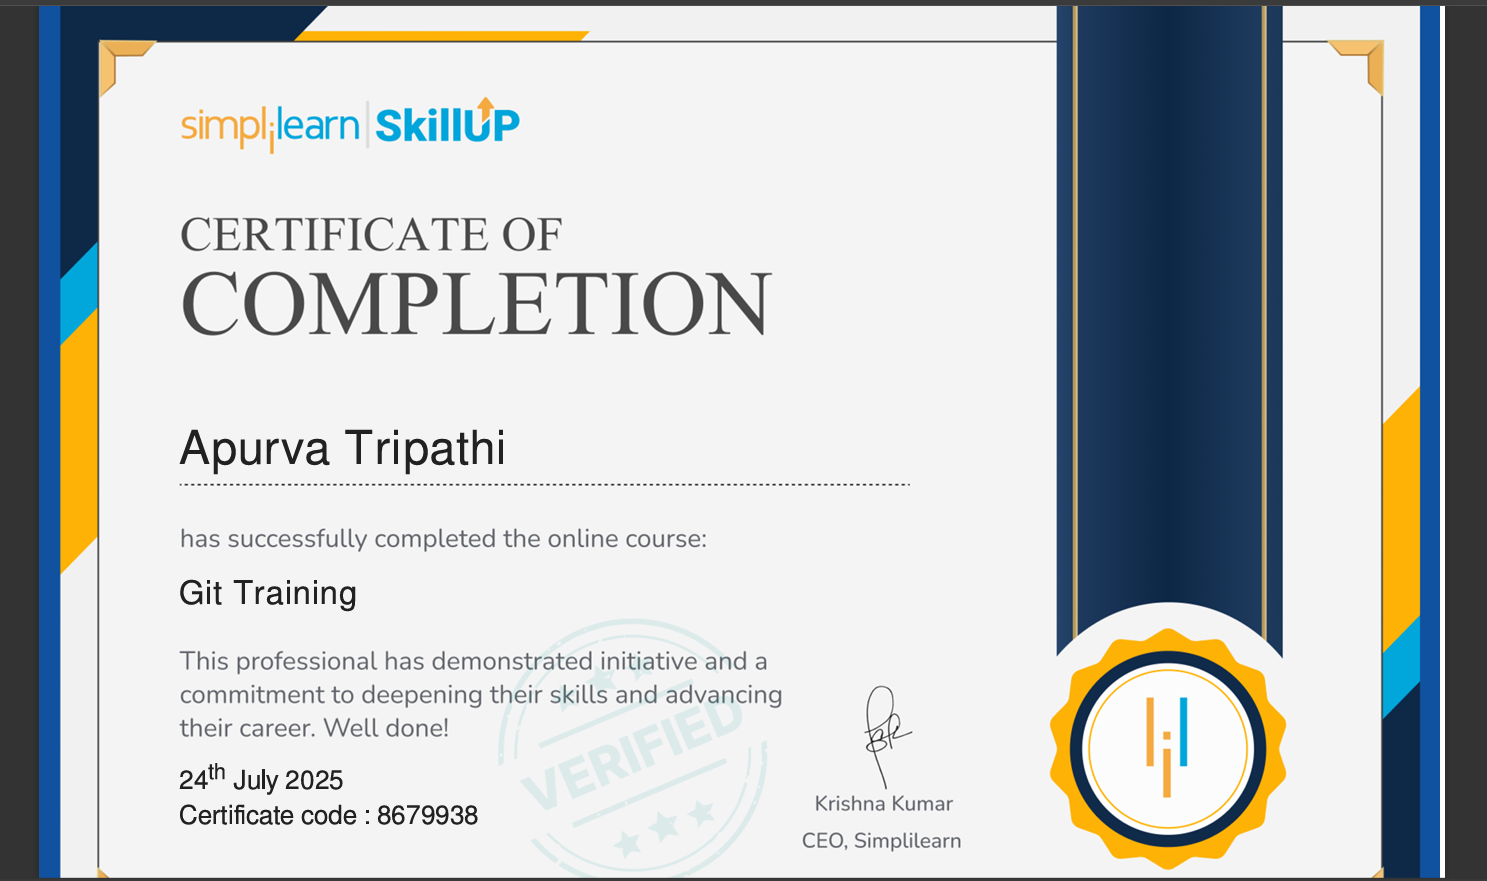 simplilearn | SkillUP
CERTIFICATE OF
COMPLETION
Apurva Tripathi
has successfully completed the online course:
Git Training
This professional has demonstrated initiative and a
commitment to deepening their skills and advancing
their career. Well done!
VERIFIED
24th July 2025
Certificate code : 8679938
Krishna Kumar
CEO, Simplilearn